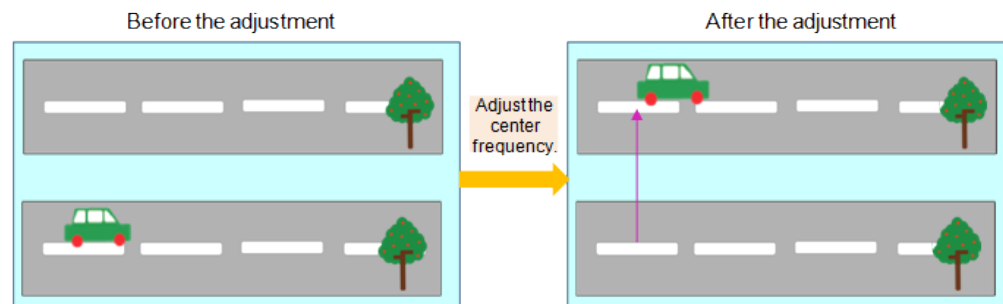 Before the adjustment
After the adjustment
Adjust the
center
frequency.